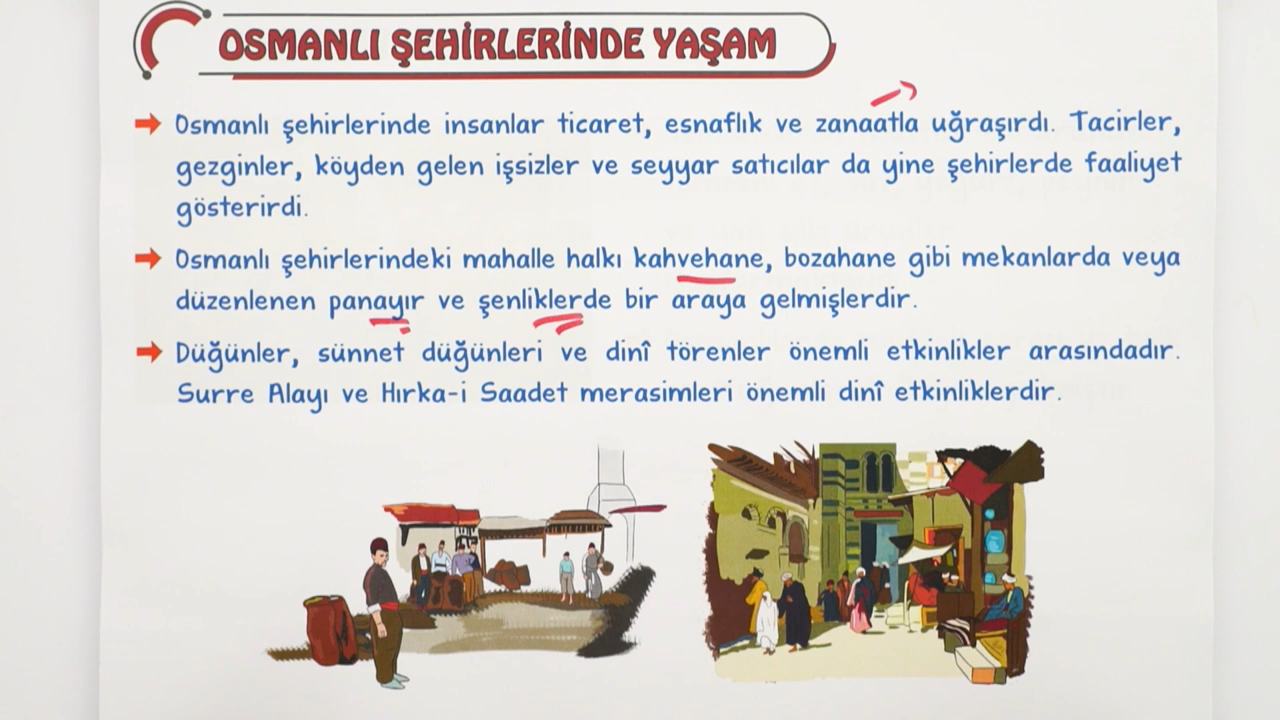 OSMANLI ŞEHİRLERİNDE YAŞAM
Osmanlı şehirlerinde insanlar ticaret, esnaflık ve zanaatla uğraşırdı. Tacirler,
gezginler, köyden gelen işsizler ve seyyar satıcılar da yine şehirlerde faaliyet
gösterirdi.
Osmanlı şehirlerindeki mahalle halkı kahvehane, bozahane gibi mekanlarda veya
düzenlenen panayır ve şenliklerde bir araya gelmişlerdir.
Düğünler, sünnet düğünleri ve dinî törenler önemli etkinlikler arasındadır.
Surre Alayı ve Hırka-i Saadet merasimleri önemli dinî etkinliklerdir.